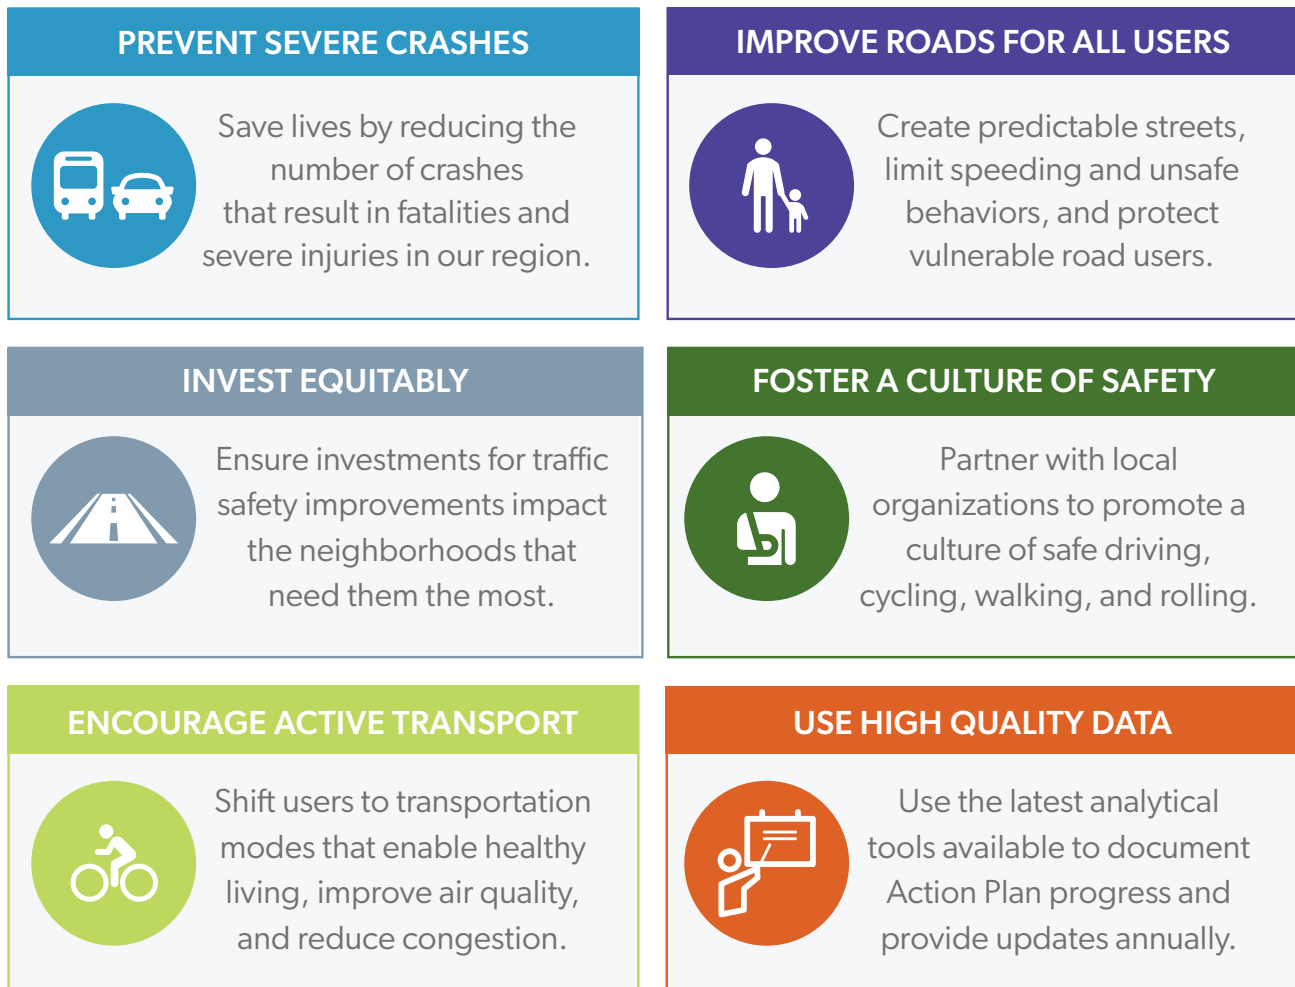 PREVENT SEVERE CRASHES
Save lives by reducing the
number of crashes
that result in fatalities and
severe injuries in our region.
IMPROVE ROADS FOR ALL USERS
Create predictable streets,
limit speeding and unsafe
behaviors, and protect
vulnerable road users.
INVEST EQUITABLY
Ensure investments for traffic
safety improvements impact
the neighborhoods that
need them the most.
FOSTER A CULTURE OF SAFETY
Partner with local
organizations to promote a
culture of safe driving,
cycling, walking, and rolling.
ENCOURAGE ACTIVE TRANSPORT
Shift users to transportation
modes that enable healthy
living, improve air quality,
and reduce congestion.
USE HIGH QUALITY DATA
Use the latest analytical
tools available to document
Action Plan progress and
provide updates annually.